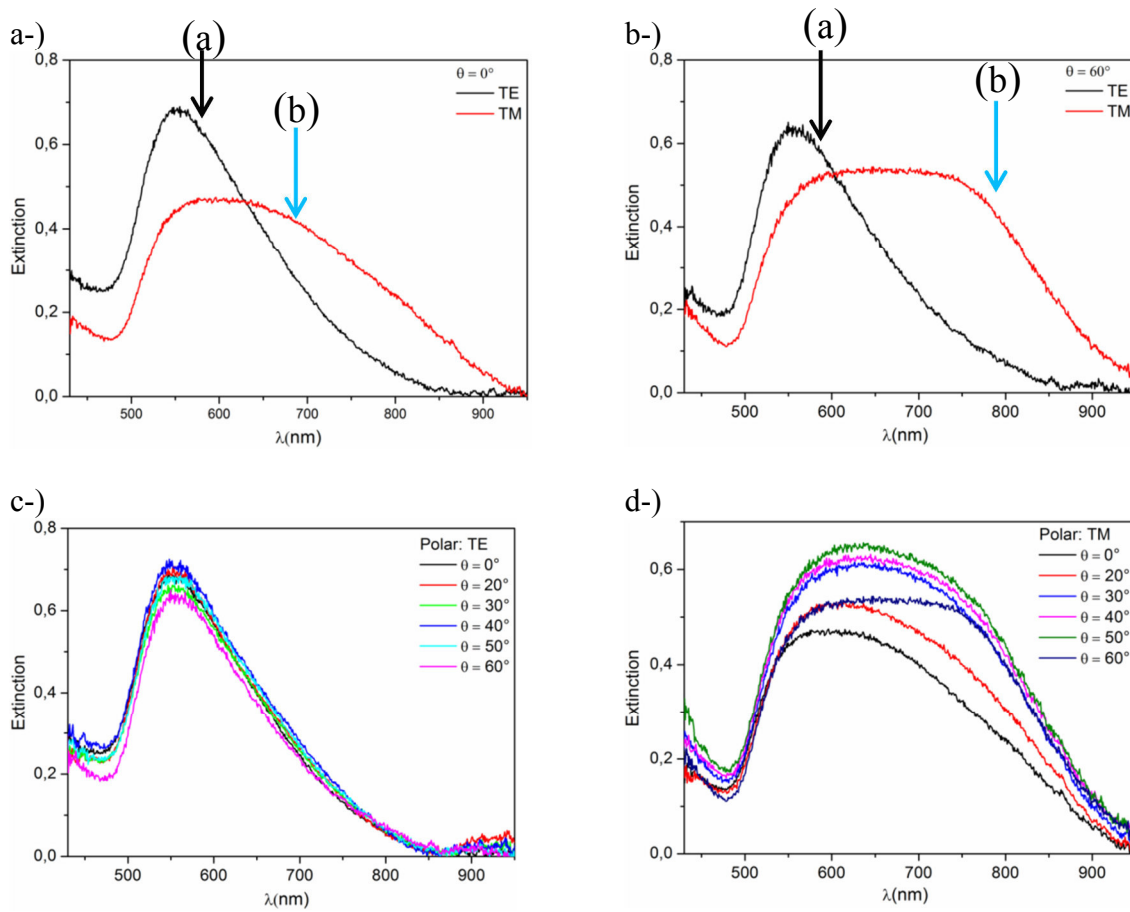 a-)
(a)
(b)
θ = 0°
TE
TM
0,8
0,6
0,4
0,2
0,0
Extinction
500 600 700 800 900
λ(nm)
b-)
(a)
(b)
θ = 60°
TE
TM
0,8
0,6
0,4
0,2
0,0
Extinction
500 600 700 800 900
λ(nm)
c-)
Polar: TE
θ = 0°
θ = 20°
θ = 30°
θ = 40°
θ = 50°
θ = 60°
0,8
0,6
0,4
0,2
0,0
Extinction
500 600 700 800 900
λ(nm)
d-)
Polar: TM
θ = 0°
θ = 20°
θ = 30°
θ = 40°
θ = 50°
θ = 60°
0,6
0,4
0,2
0,0
Extinction
500 600 700 800 900
λ(nm)